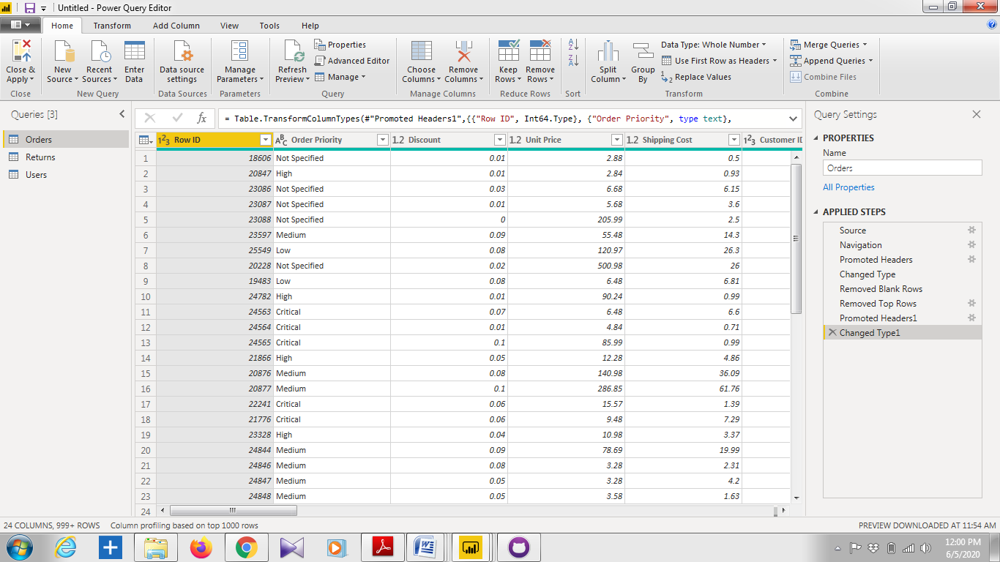 Untitled - Power Query Editor
Home Transform Add Column View Tools Help
Close & Apply
New Source
Recent Sources
Enter Data
Data source settings
Manage Parameters
Refresh Preview
Properties
Advanced Editor
Manage
Choose Columns
Remove Columns
Keep Rows
Remove Rows
Split Column
Group By
Data Type: Whole Number
Use First Row as Headers
Replace Values
Merge Queries
Append Queries
Combine Files
Close New Query Data Sources Parameters Query Manage Columns Reduce Rows Sort Transform Combine
Queries [3]
Orders
Returns
Users
= Table.TransformColumnTypes(#"Promoted Headers1",{{"Row ID", Int64.Type}, {"Order Priority", type text},
Row ID Order Priority 1.2 Discount 1.2 Unit Price 1.2 Shipping Cost Customer ID
1 18606 Not Specified 0.01 2.88 0.5
2 20847 High 0.01 2.84 0.93
3 23086 Not Specified 0.03 6.68 6.15
4 23087 Not Specified 0.01 5.68 3.6
5 23088 Not Specified 0 205.99 2.5
6 23597 Medium 0.09 55.48 14.3
7 25549 Low 0.08 120.97 26.3
8 20228 Not Specified 0.02 500.98 26
9 19483 Low 0.08 6.48 6.81
10 24782 High 0.01 90.24 0.99
11 24563 Critical 0.07 6.48 6.6
12 24564 Critical 0.01 4.84 0.71
13 24565 Critical 0.1 85.99 0.99
14 21866 High 0.05 12.28 4.86
15 20876 Medium 0.08 140.98 36.09
16 20877 Medium 0.1 286.85 61.76
17 22241 Critical 0.06 15.57 1.39
18 21776 Critical 0.06 9.48 7.29
19 23328 High 0.04 10.98 3.37
20 24844 Medium 0.09 78.69 19.99
21 24846 Medium 0.08 3.28 2.31
22 24847 Medium 0.05 3.28 4.2
23 24848 Medium 0.05 3.58 1.63
24
Query Settings
PROPERTIES
Name
Orders
All Properties
APPLIED STEPS
Source
Navigation
Promoted Headers
Changed Type
Removed Blank Rows
Removed Top Rows
Promoted Headers1
Changed Type1
24 COLUMNS, 999+ ROWS Column profiling based on top 1000 rows PREVIEW DOWNLOADED AT 11:54 AM
12:00 PM
6/5/2020